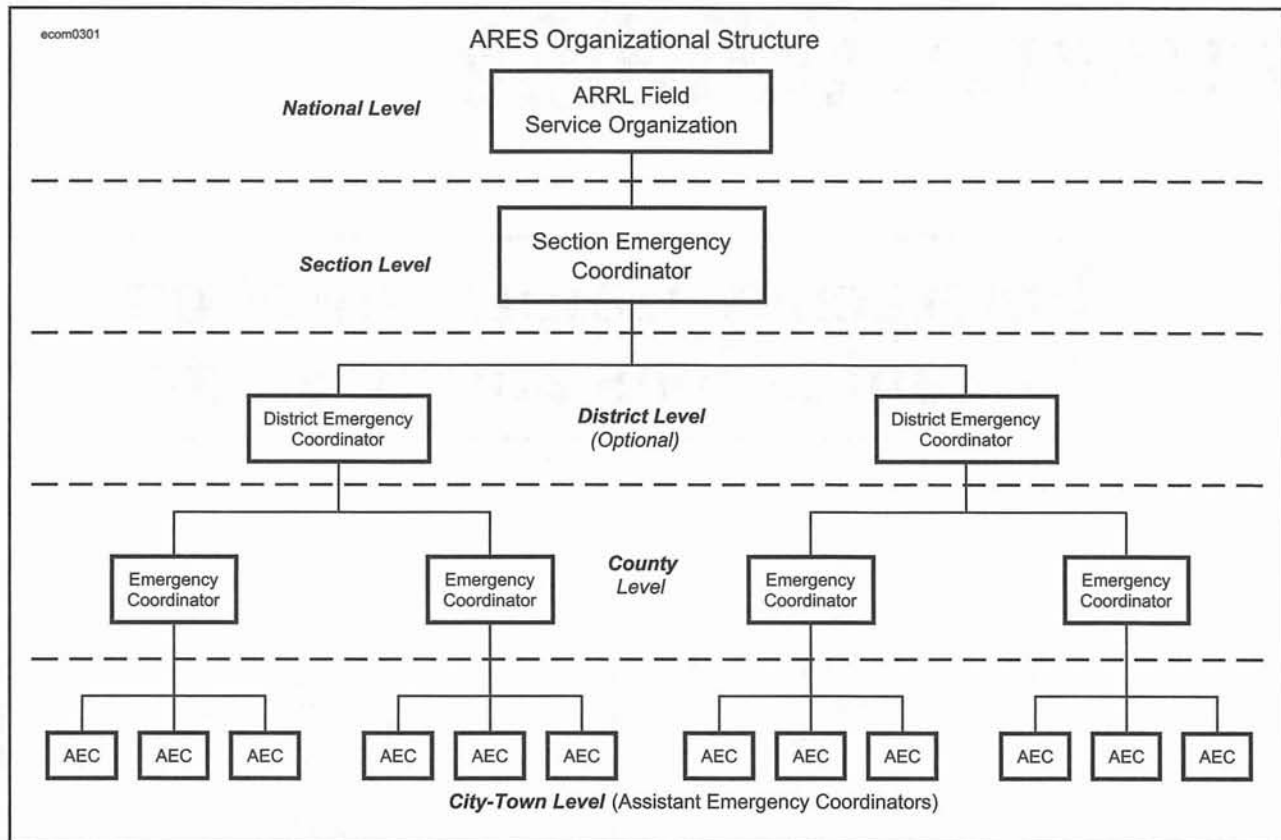 ecom0301
ARES Organizational Structure
National Level
ARRL Field
Service Organization
Section Level
Section Emergency
Coordinator
District Emergency
Coordinator
District Level
(Optional)
District Emergency
Coordinator
Emergency
Coordinator
Emergency
Coordinator
County
Level
Emergency
Coordinator
Emergency
Coordinator
AEC AEC AEC AEC AEC AEC AEC AEC AEC AEC AEC AEC
City-Town Level (Assistant Emergency Coordinators)